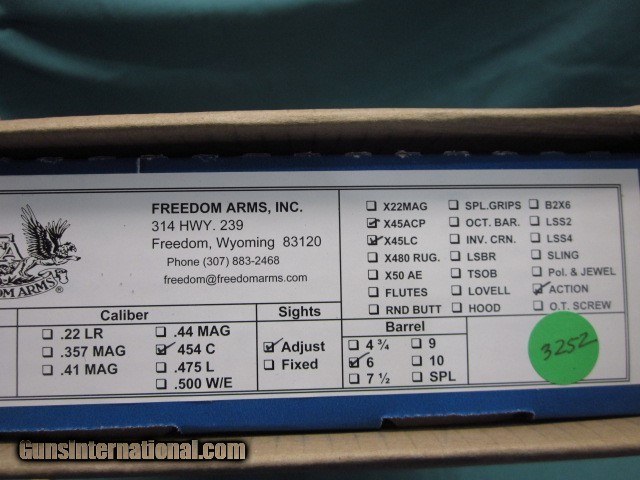 FREEDOM ARMS, INC.
314 HWY. 239
Freedom, Wyoming 83120
Phone (307) 883-2468
freedom@freedomarms.com
DOM ARMS®
☐ X22MAG ☐ SPL.GRIPS ☐ B2X6
☑ X45ACP ☐ OCT. BAR. ☐ LSS2
☑ X45LC ☐ INV. CRN. ☐ LSS4
☐ X480 RUG. ☐ LSBR ☐ SLING
☐ X50 AE ☐ TSOB ☐ Pol. & JEWEL
☐ FLUTES ☐ LOVELL ☑ ACTION
☐ RND BUTT ☐ HOOD ☐ O.T. SCREW
Caliber
☐ .22 LR ☐ .44 MAG
☐ .357 MAG ☑ 454 C
☐ .41 MAG ☐ .475 L
☐ .500 W/E
Sights
☑ Adjust
☐ Fixed
Barrel
☐ 4 ¾ ☐ 9
☑ 6 ☐ 10
☐ 7 ½ ☐ SPL
3252
GunsInternational.com